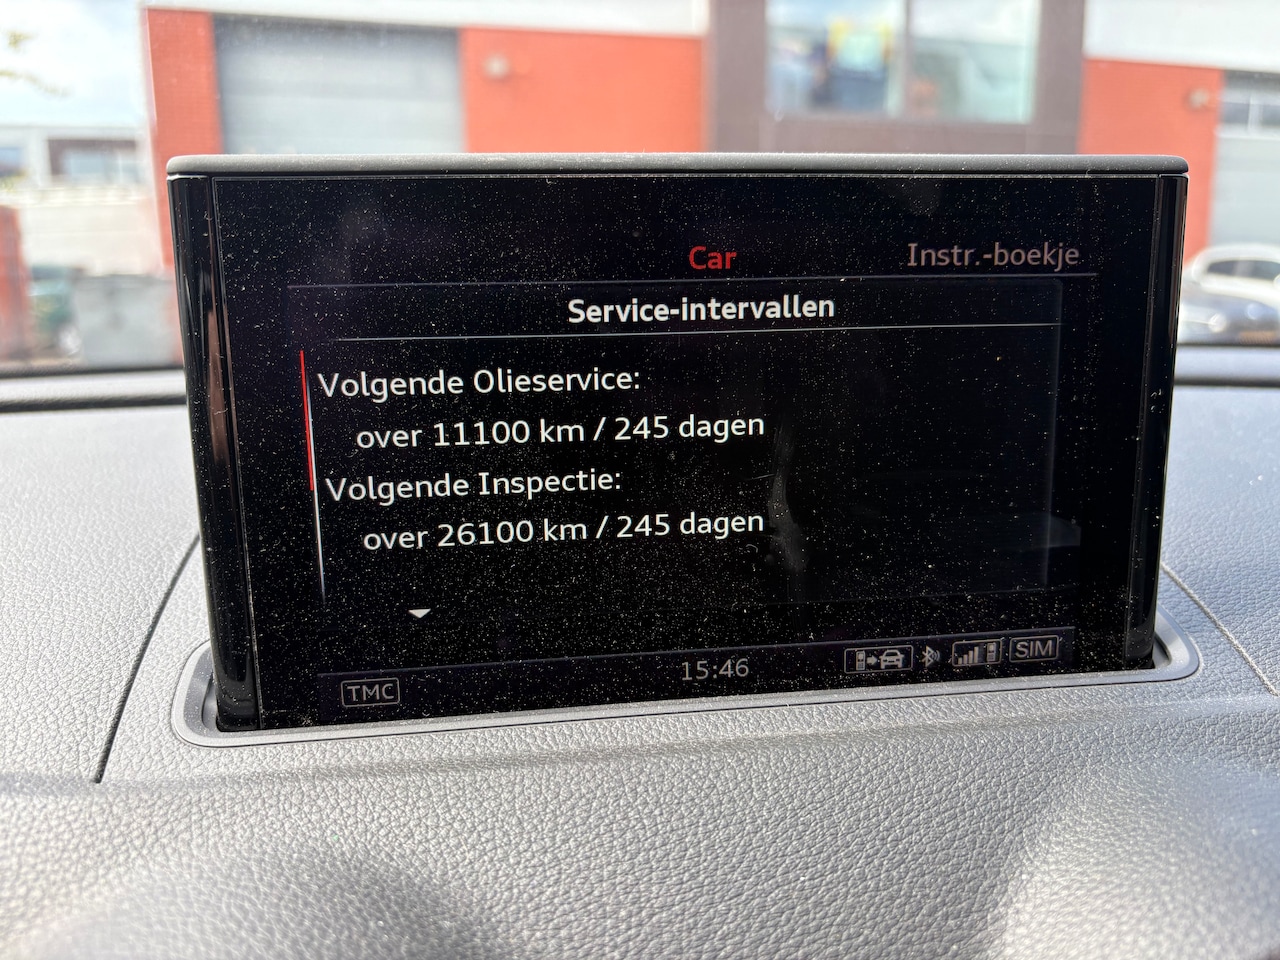 Car Instr.-boekje
Service-intervallen
Volgende Olieservice:
over 11100 km / 245 dagen
Volgende Inspectie:
over 26100 km / 245 dagen
TMC 15:46 SIM